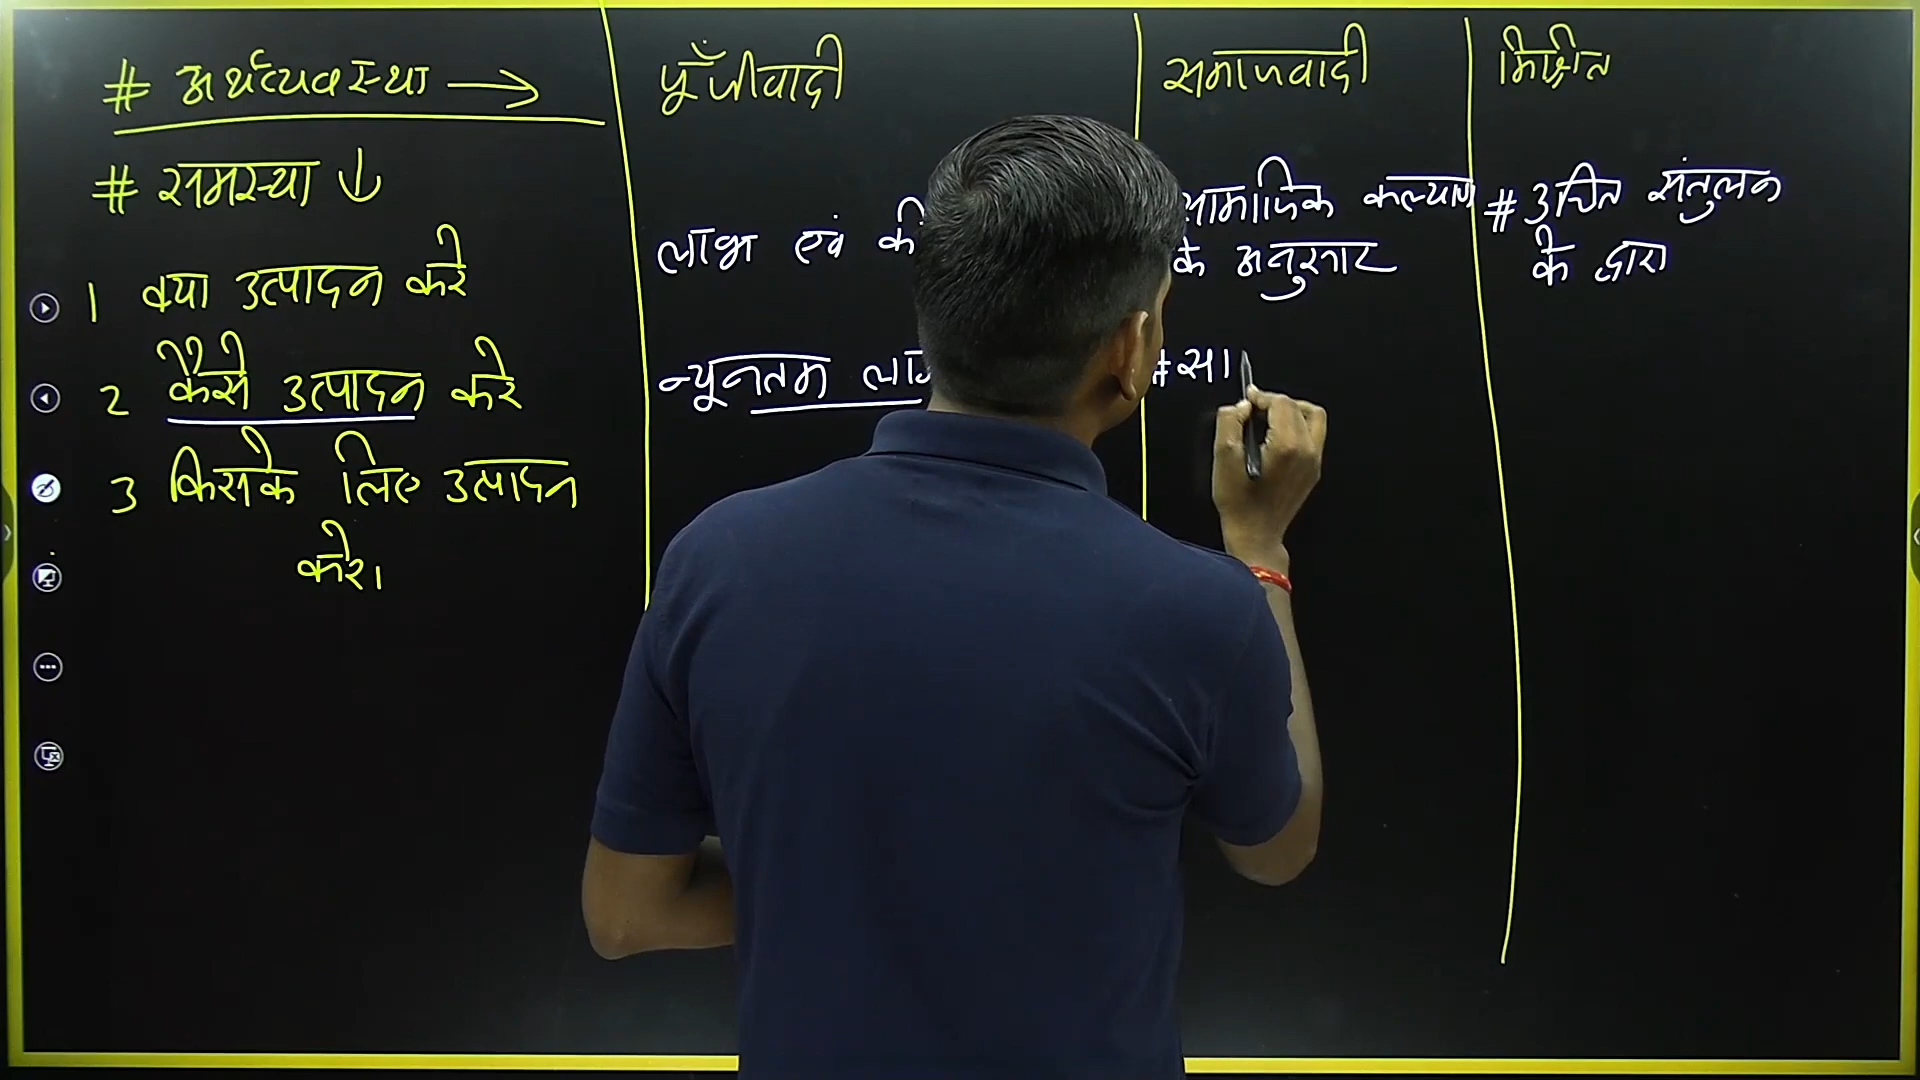 # अर्थव्यवस्था →
# समस्या ↓
1 क्या उत्पादन करे
2 कैसे उत्पादन करे
3 किसके लिए उत्पादन
करे।
पूँजीवादी
लाभ एवं
न्यूनतम
समाजवादी
सामाजिक कल्याण
के अनुसार
# सा
मिश्रित
# उचित संतुलन
के द्वारा